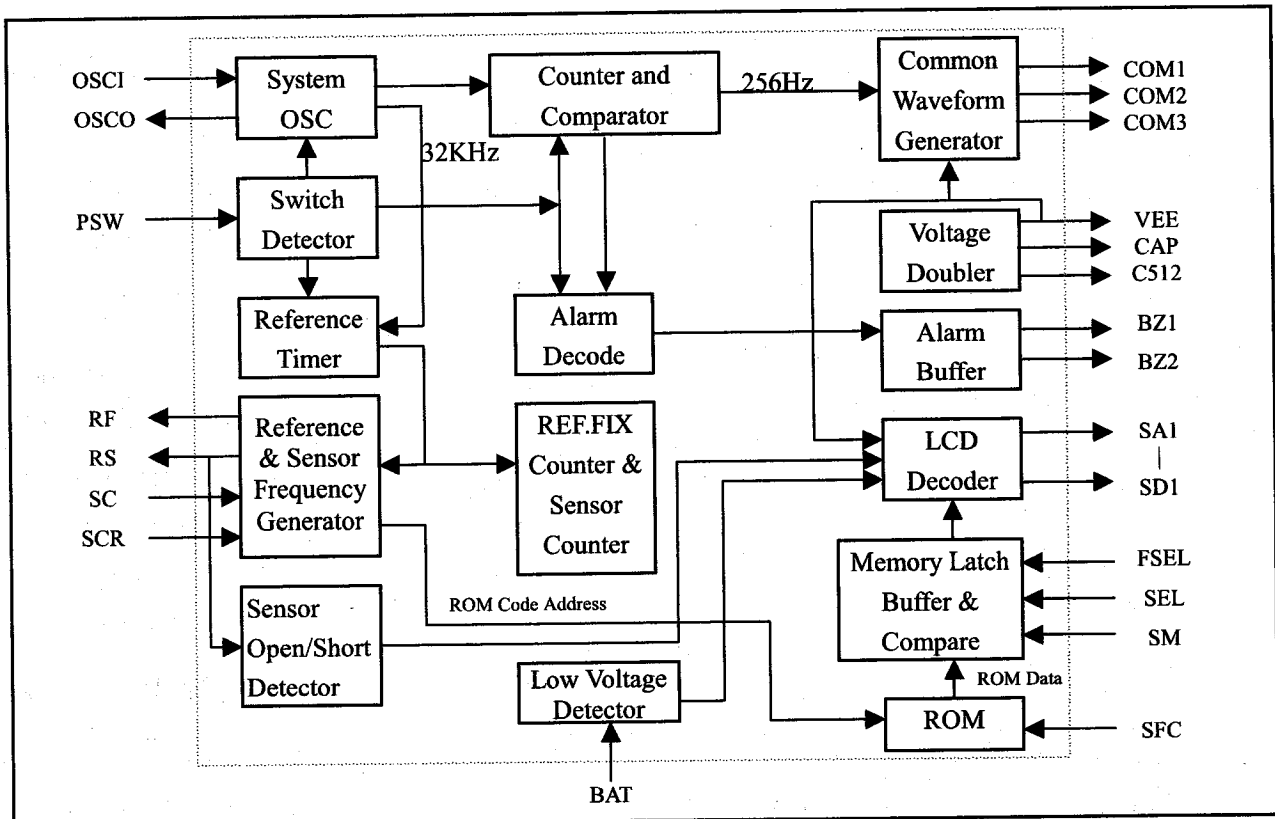 OSCI
OSCO
PSW
RF
RS
SC
SCR
System
OSC
32KHz
Switch
Detector
Reference
Timer
Reference
& Sensor
Frequency
Generator
Sensor
Open/Short
Detector
Counter and
Comparator
256Hz
Alarm
Decode
REF.FIX
Counter &
Sensor
Counter
ROM Code Address
Low Voltage
Detector
BAT
Common
Waveform
Generator
Voltage
Doubler
Alarm
Buffer
LCD
Decoder
Memory Latch
Buffer &
Compare
ROM Data
ROM
COM1
COM2
COM3
VEE
CAP
C512
BZ1
BZ2
SA1
|
SD1
FSEL
SEL
SM
SFC